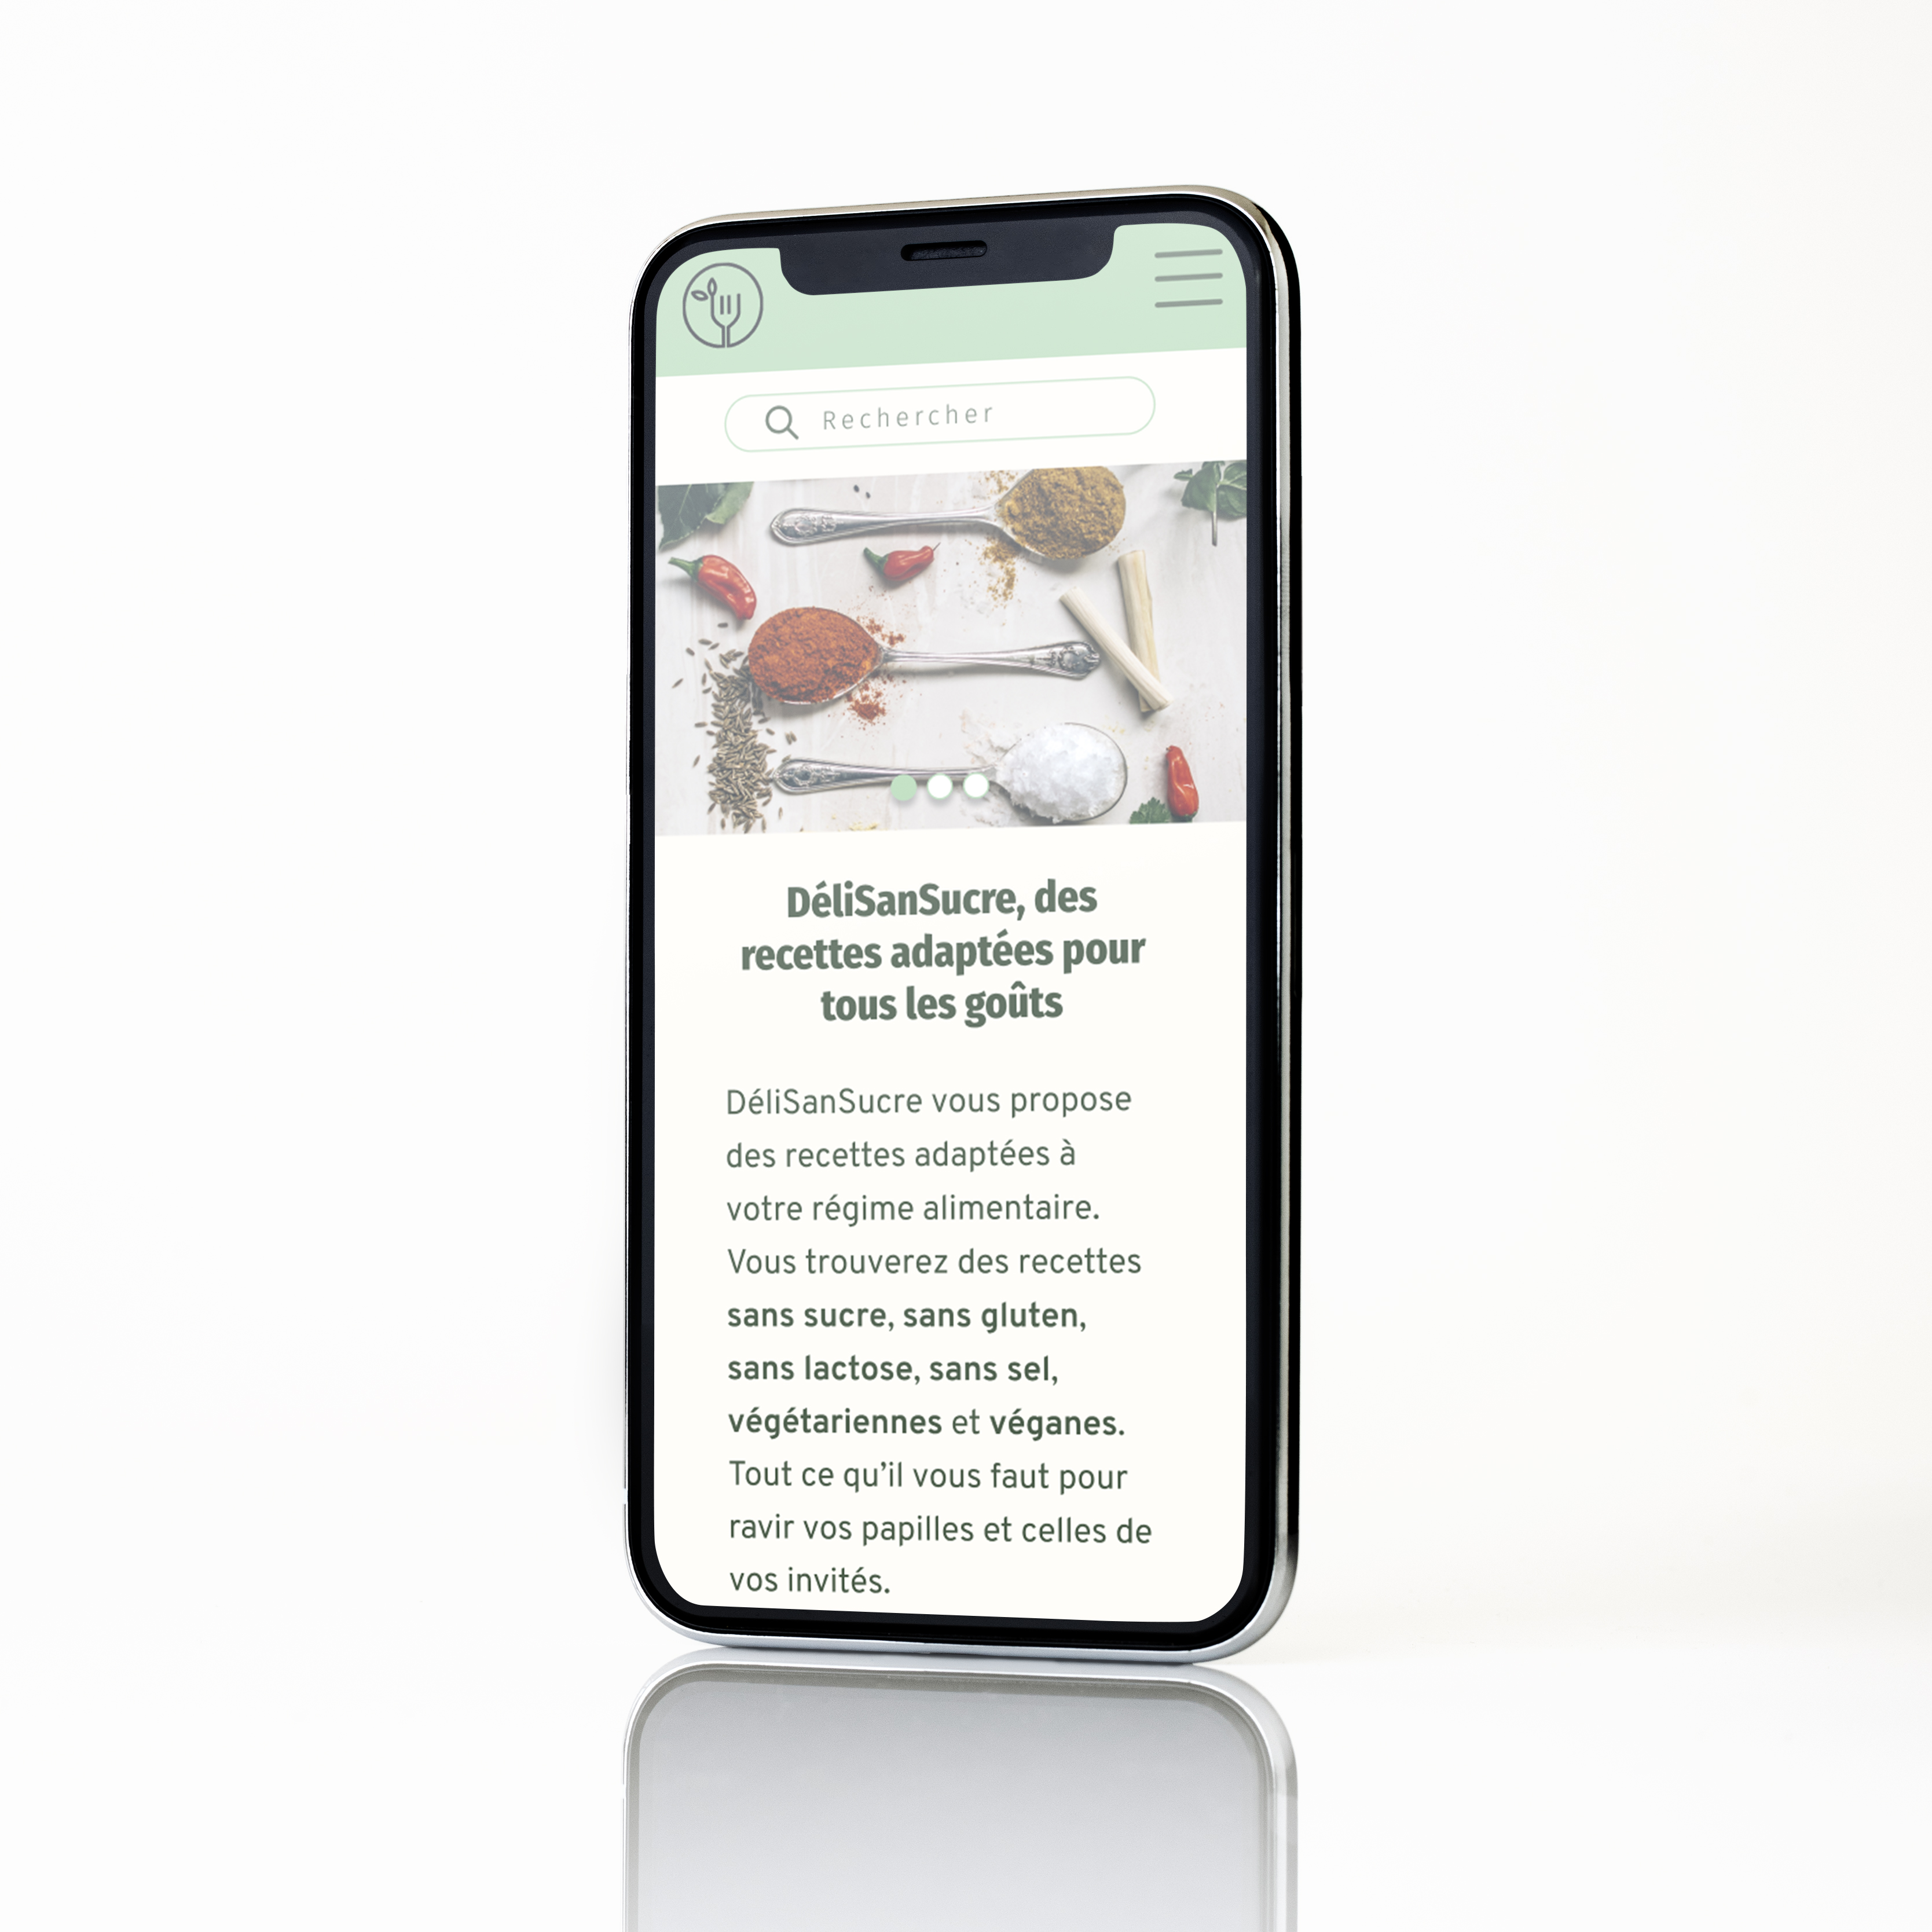 Rechercher
DéliSanSucre, des
recettes adaptées pour
tous les goûts
DéliSanSucre vous propose
des recettes adaptées à
votre régime alimentaire.
Vous trouverez des recettes
sans sucre, sans gluten,
sans lactose, sans sel,
végétariennes et véganes.
Tout ce qu’il vous faut pour
ravir vos papilles et celles de
vos invités.